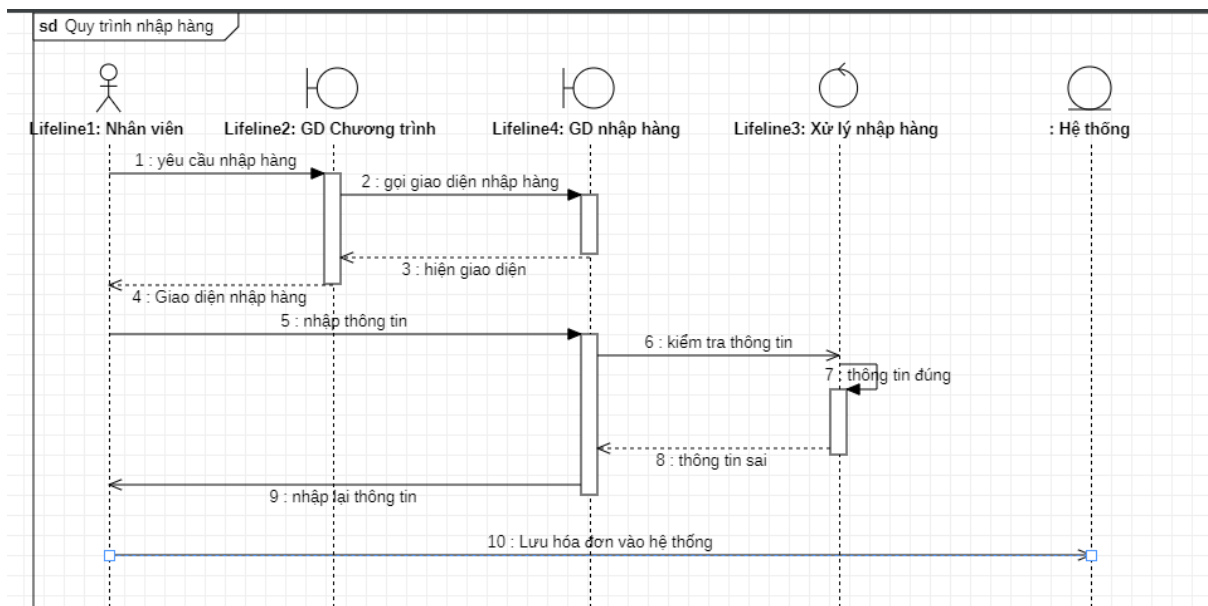 sd Quy trình nhập hàng
Lifeline1: Nhân viên
Lifeline2: GD Chương trình
Lifeline4: GD nhập hàng
Lifeline3: Xử lý nhập hàng
: Hệ thống
1 : yêu cầu nhập hàng
2 : gọi giao diện nhập hàng
3 : hiện giao diện
4 : Giao diện nhập hàng
5 : nhập thông tin
6 : kiểm tra thông tin
7 : thông tin đúng
8 : thông tin sai
9 : nhập lại thông tin
10 : Lưu hóa đơn vào hệ thống